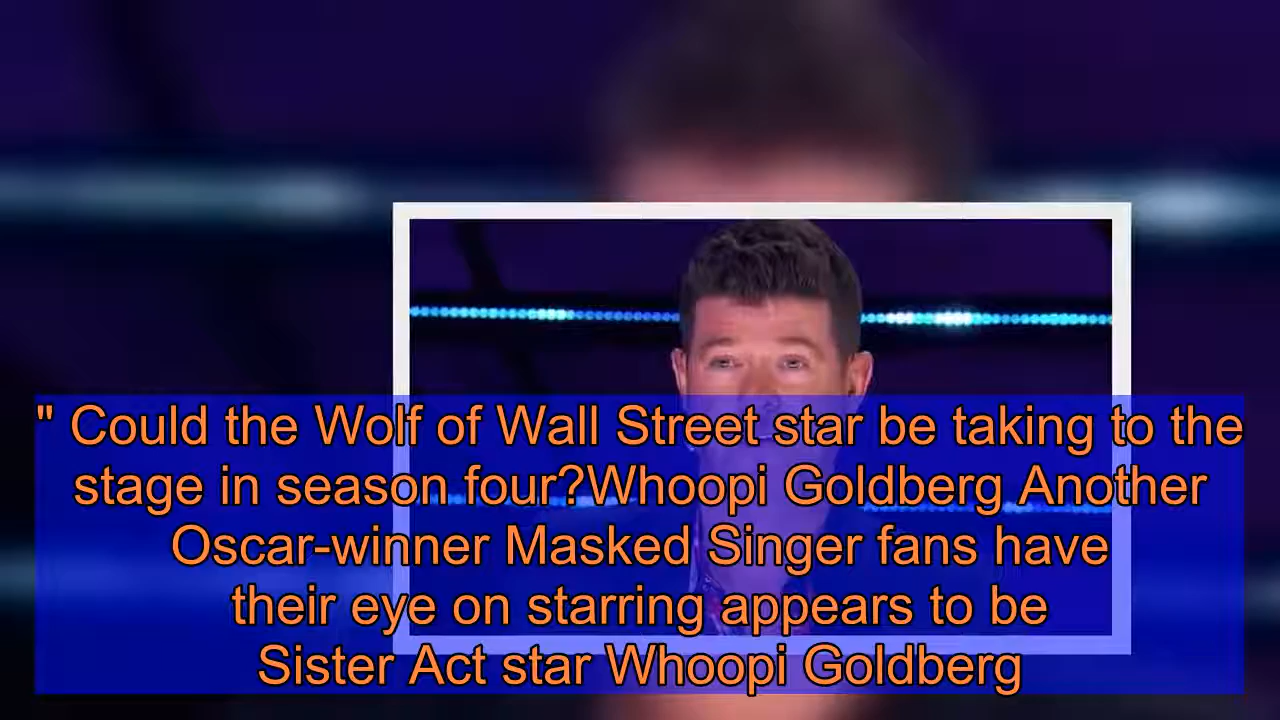 " Could the Wolf of Wall Street star be taking to the
stage in season four?Whoopi Goldberg Another
Oscar-winner Masked Singer fans have
their eye on starring appears to be
Sister Act star Whoopi Goldberg